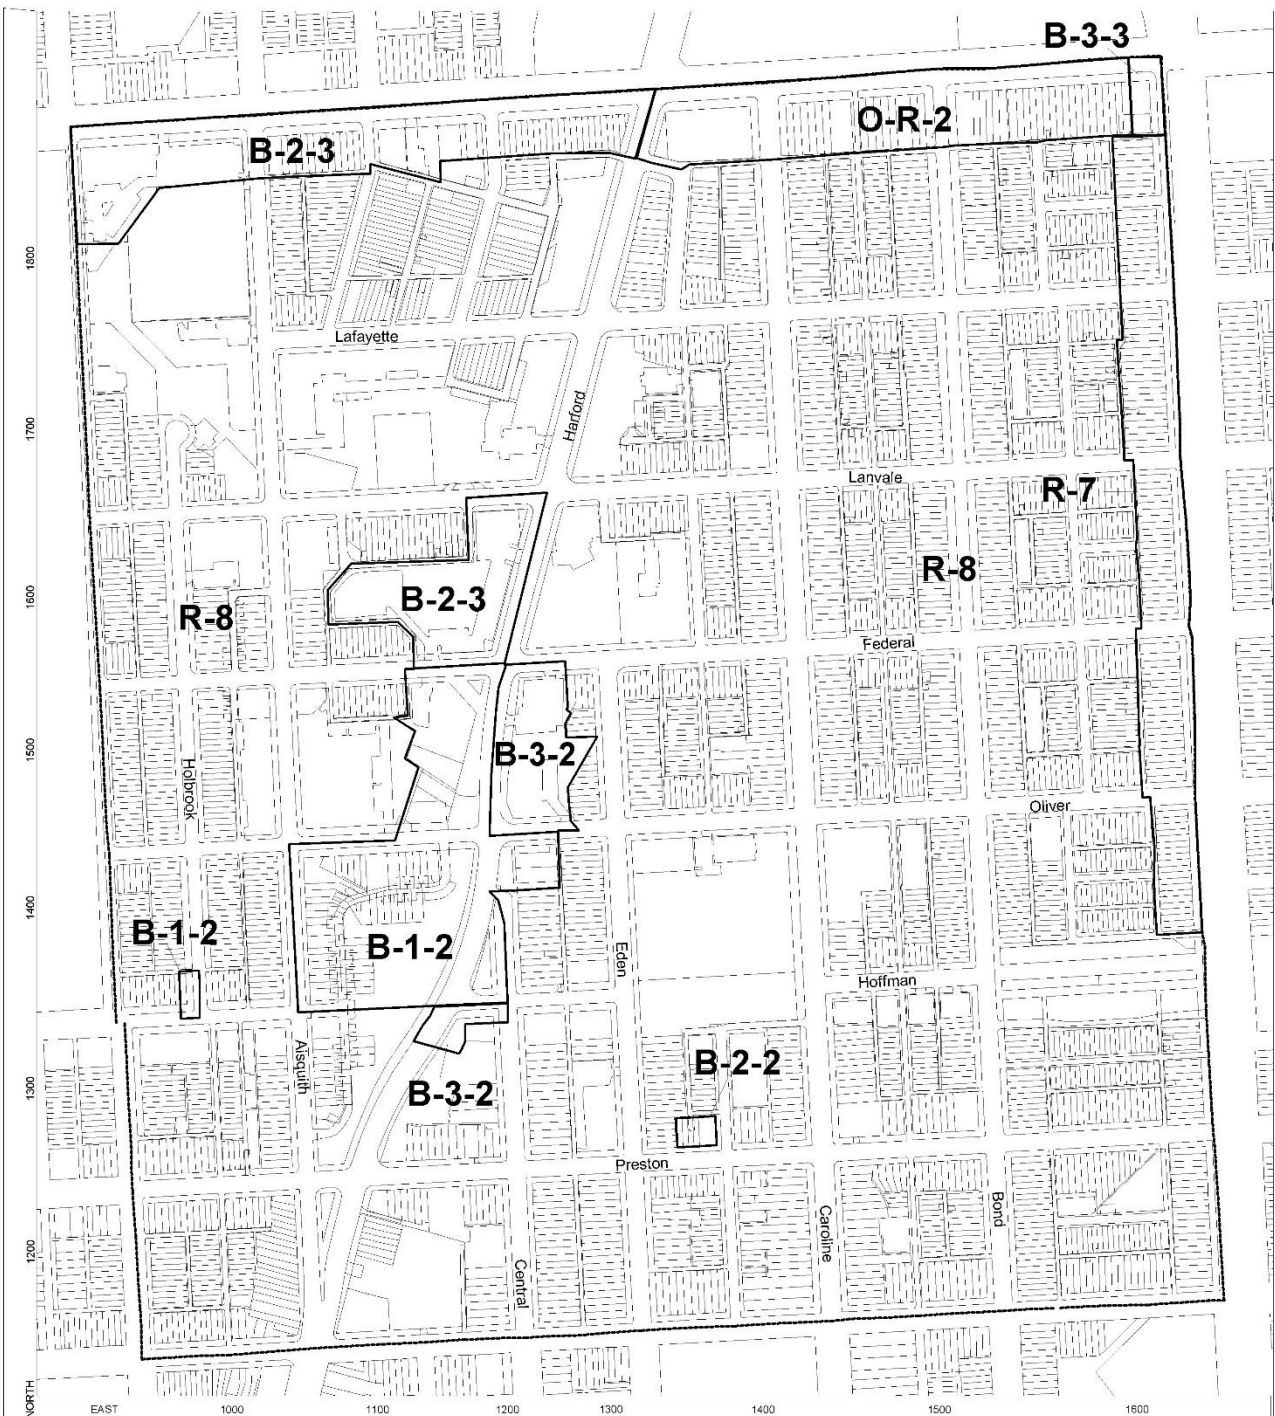 B-3-3
O-R-2
B-2-3
1800
Lafayette
Harford
1700
Lanvale
R-7
R-8
B-2-3
1600
R-8
Federal
B-3-2
1500
Holbrook
Oliver
1400
B-1-2
B-1-2
Eden
Hoffman
Aisquith
B-2-2
1300
B-3-2
Preston
Caroline
Bond
1200
Central
NORTH
EAST 1000 1100 1200 1300 1400 1500 1600